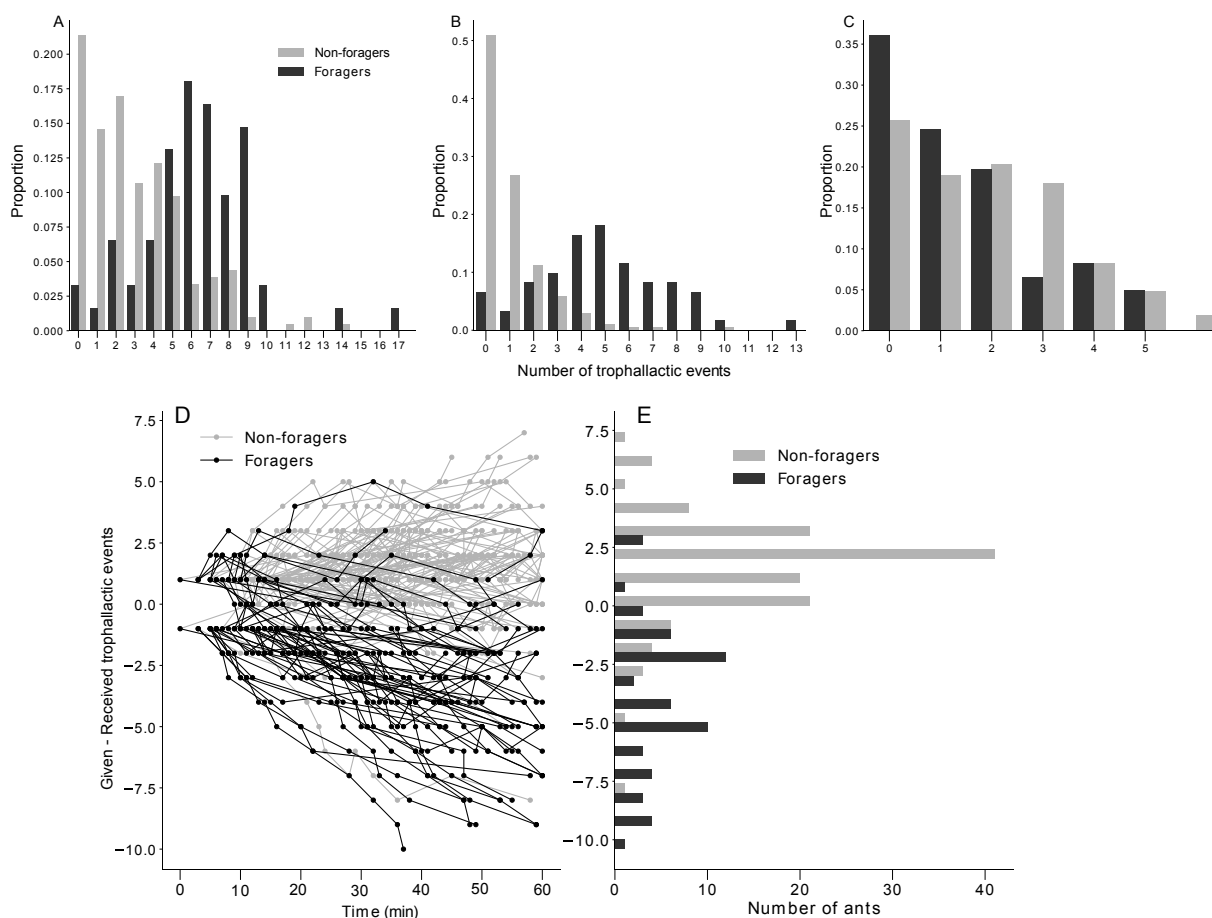 A
B
C
Non-foragers
Foragers
Proportion
0.200
0.175
0.150
0.125
0.100
0.075
0.050
0.025
0.000
0 1 2 3 4 5 6 7 8 9 10 11 12 13 14 15 16 17
Proportion
0.5
0.4
0.3
0.2
0.1
0.0
0 1 2 3 4 5 6 7 8 9 10 11 12 13
Proportion
0.35
0.30
0.25
0.20
0.15
0.10
0.05
0.00
0 1 2 3 4 5
Number of trophallactic events
D
Non-foragers
Foragers
Given - Received trophallactic events
7.5
5.0
2.5
0.0
−2.5
−5.0
−7.5
−10.0
0 10 20 30 40 50 60
Time (min)
E
Non-foragers
Foragers
7.5
5.0
2.5
0.0
−2.5
−5.0
−7.5
−10.0
0 10 20 30 40
Number of ants